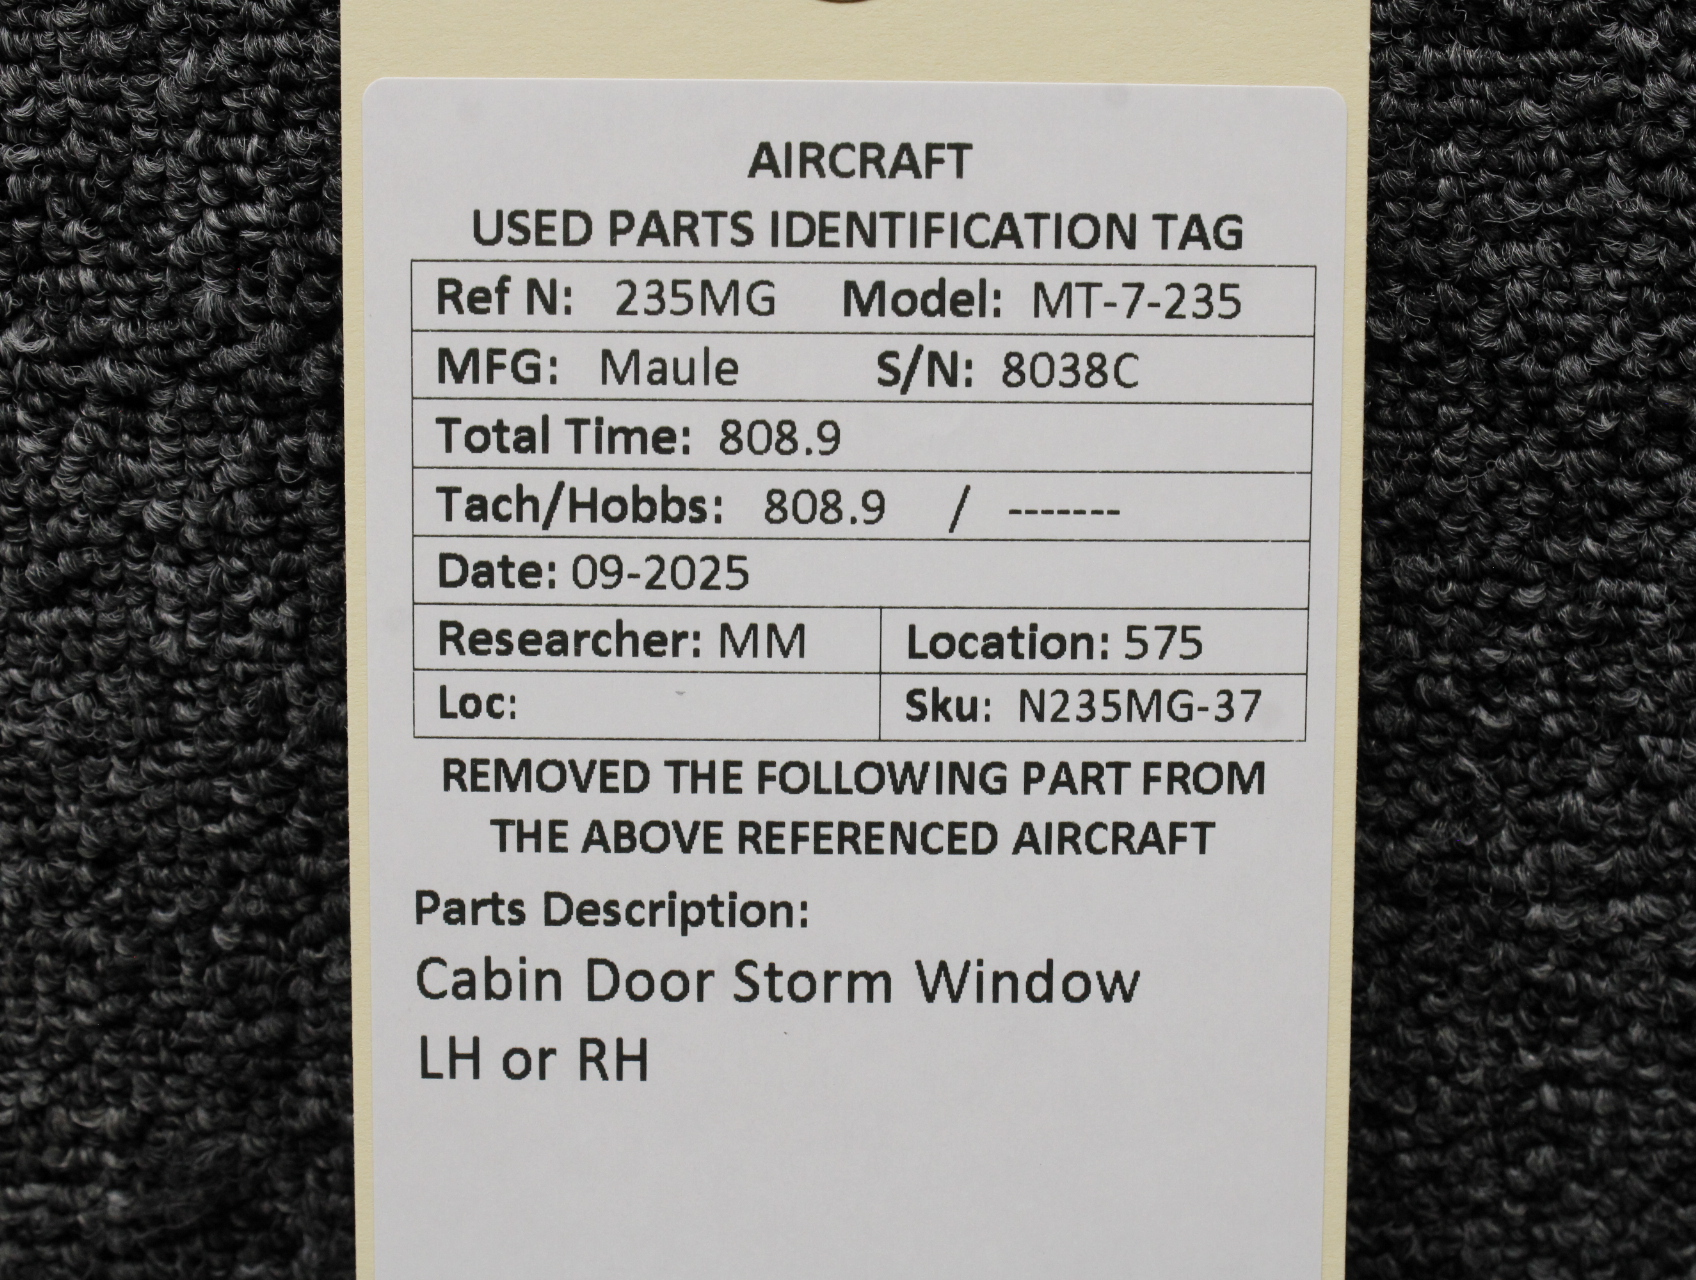 AIRCRAFT
USED PARTS IDENTIFICATION TAG
Ref N: 235MG Model: MT-7-235
MFG: Maule S/N: 8038C
Total Time: 808.9
Tach/Hobbs: 808.9 / -------
Date: 09-2025
Researcher: MM Location: 575
Loc: Sku: N235MG-37
REMOVED THE FOLLOWING PART FROM
THE ABOVE REFERENCED AIRCRAFT
Parts Description:
Cabin Door Storm Window
LH or RH